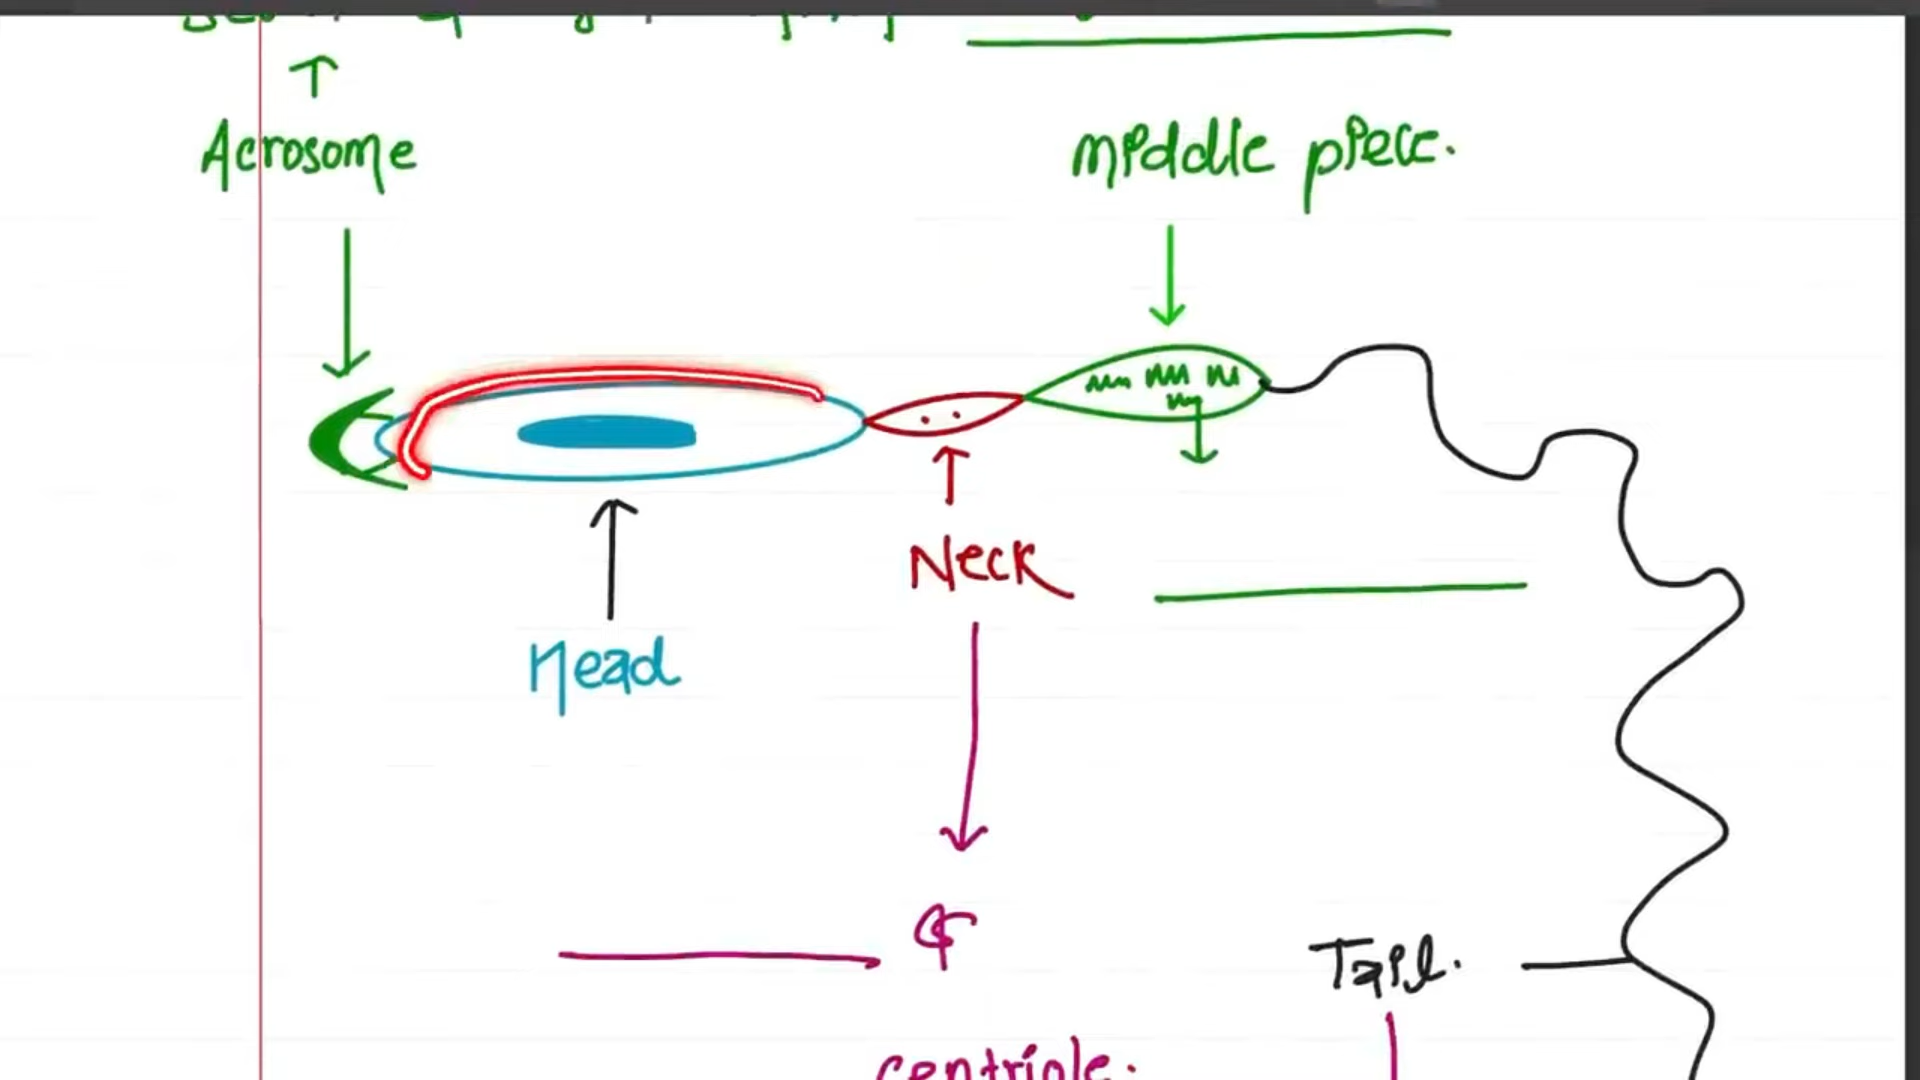 Acrosome
middle piece.
Neck
Head
Tail.
centriole.